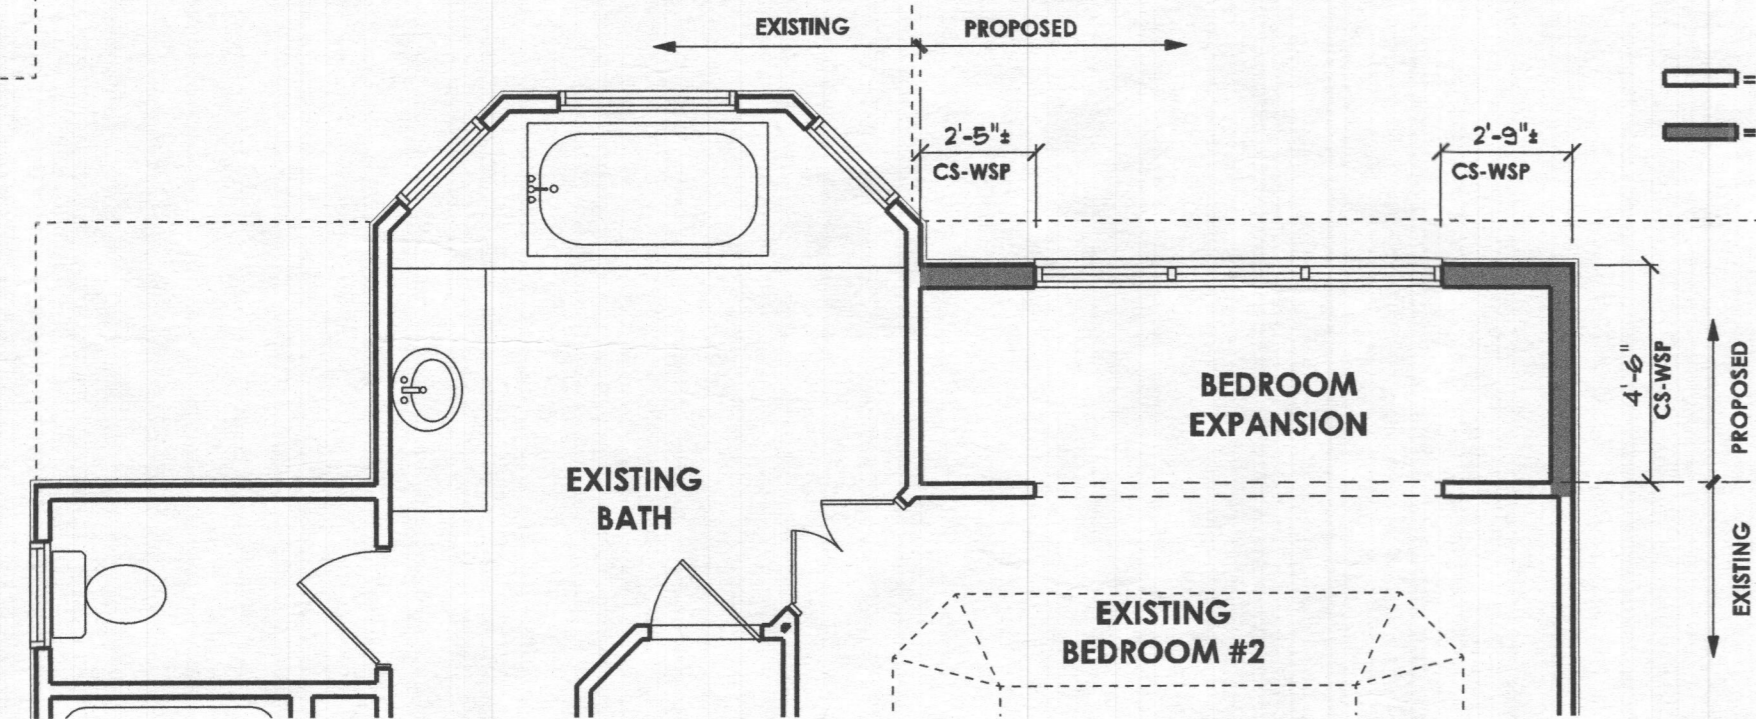 EXISTING
PROPOSED
=
2'-5"±
CS-WSP
2'-9"±
CS-WSP
=
BEDROOM
EXPANSION
4'-6"
CS-WSP
PROPOSED
EXISTING
BATH
EXISTING
EXISTING
BEDROOM #2